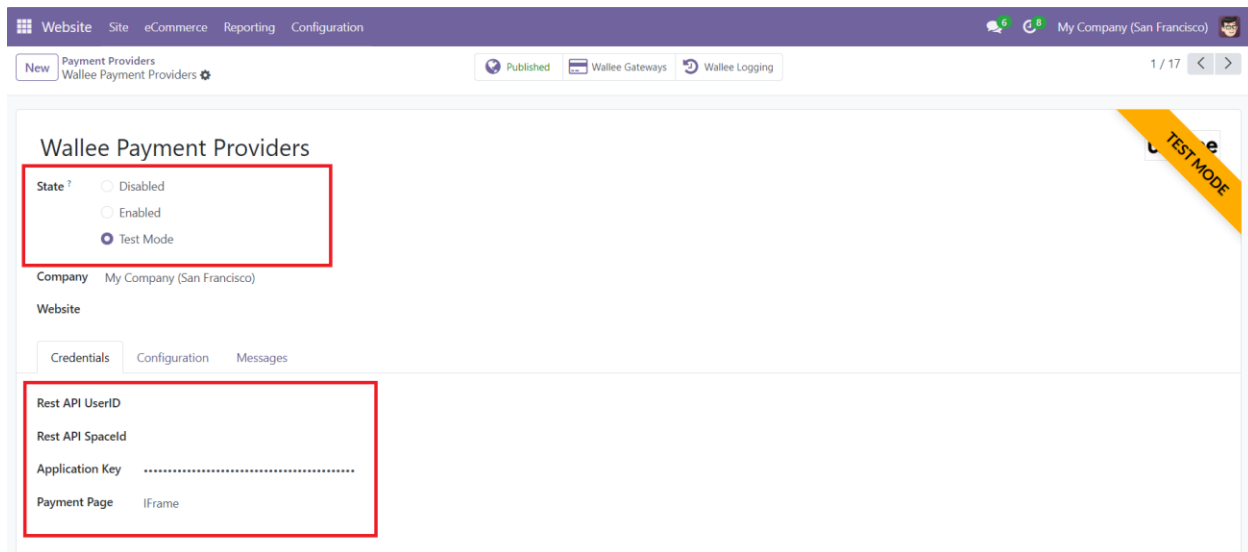 Website Site eCommerce Reporting Configuration 6 8 My Company (San Francisco)
New Payment Providers
Wallee Payment Providers
Published Wallee Gateways Wallee Logging
1 / 17
Wallee Payment Providers
TEST MODE
State ? Disabled
Enabled
Test Mode
Company My Company (San Francisco)
Website
Credentials Configuration Messages
Rest API UserID
Rest API SpaceId
Application Key ••••••••••••••••••••••••••••••••••••••••••••
Payment Page IFrame